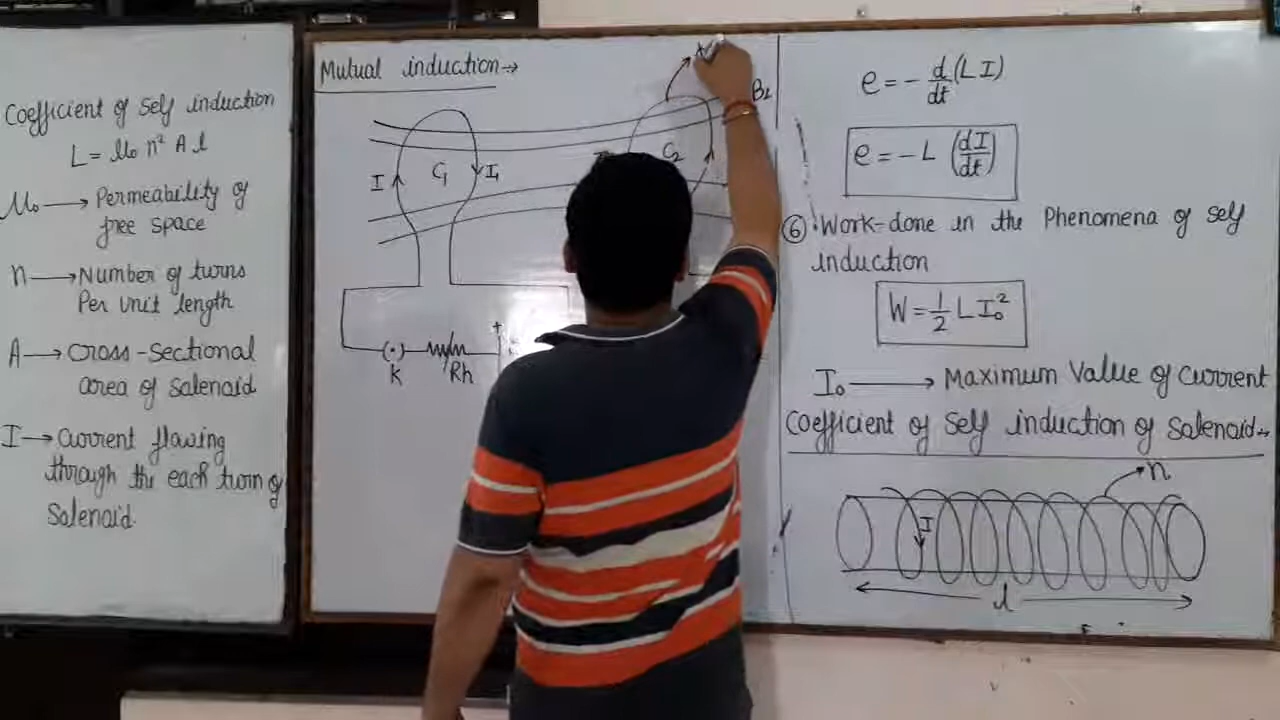 Coefficient of self induction
L = μ₀ n² A l
μ₀ → Permeability of
free space
n → Number of turns
Per unit length
A → cross-sectional
area of salenoid
I → current flowing
through the each turn of
Salenoid.
Mutual induction →
B₂
I C₁ I₁
C₂
+
K Rh
e = - d/dt (L I)
e = - L (dI/dt)
⑥ Work-done in the Phenomena of self
induction
W = 1/2 L I₀²
I₀ → Maximum Value of current
Coefficient of self induction of Salenoid →
n
I
l